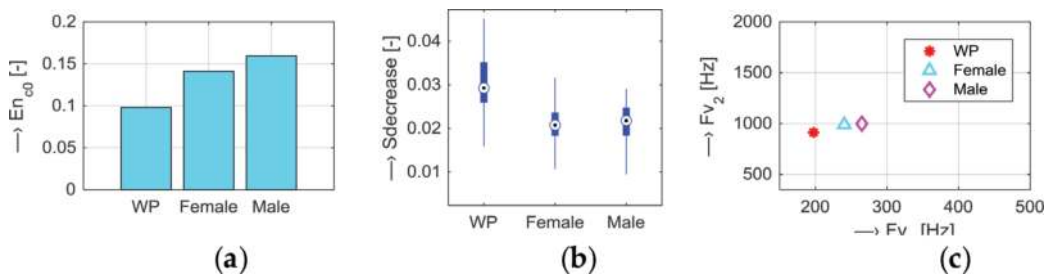 0.2
0.15
0.1
0.05
0
—> En_c0 [-]
WP Female Male
(a)
0.04
0.03
0.02
0.01
—> Sdecrease [-]
WP Female Male
(b)
2000
1500
1000
500
—> Fv_2 [Hz]
WP
Female
Male
200 300 400 500
—> Fv [Hz]
(c)